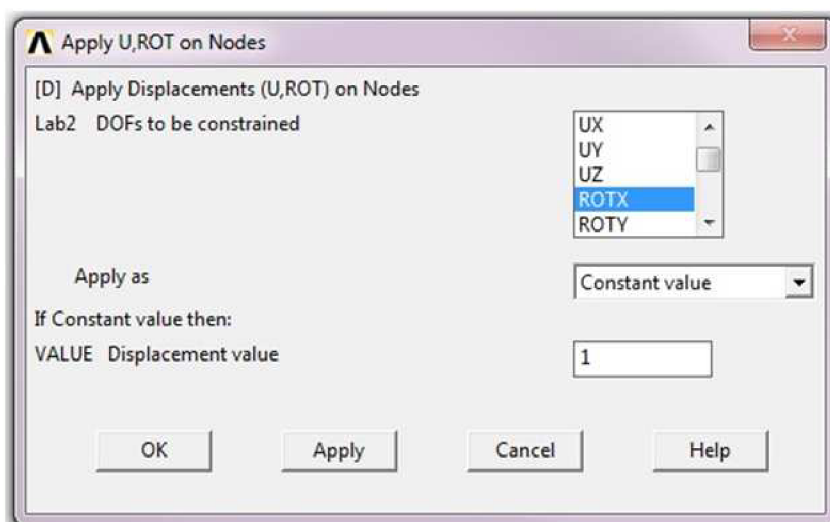 Apply U,ROT on Nodes
[D] Apply Displacements (U,ROT) on Nodes
Lab2 DOFs to be constrained
UX
UY
UZ
ROTX
ROTY
Apply as
Constant value
If Constant value then:
VALUE Displacement value
1
OK
Apply
Cancel
Help